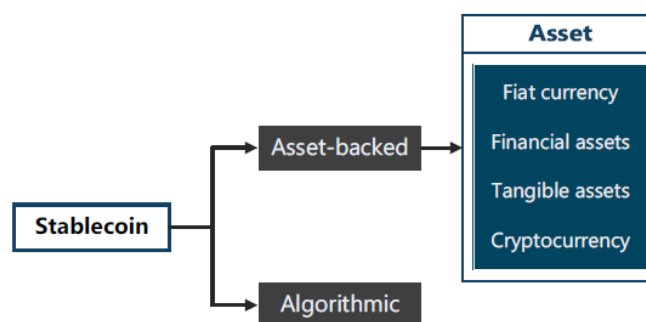 Asset
Fiat currency
Asset-backed
Financial assets
Tangible assets
Stablecoin
Cryptocurrency
Algorithmic